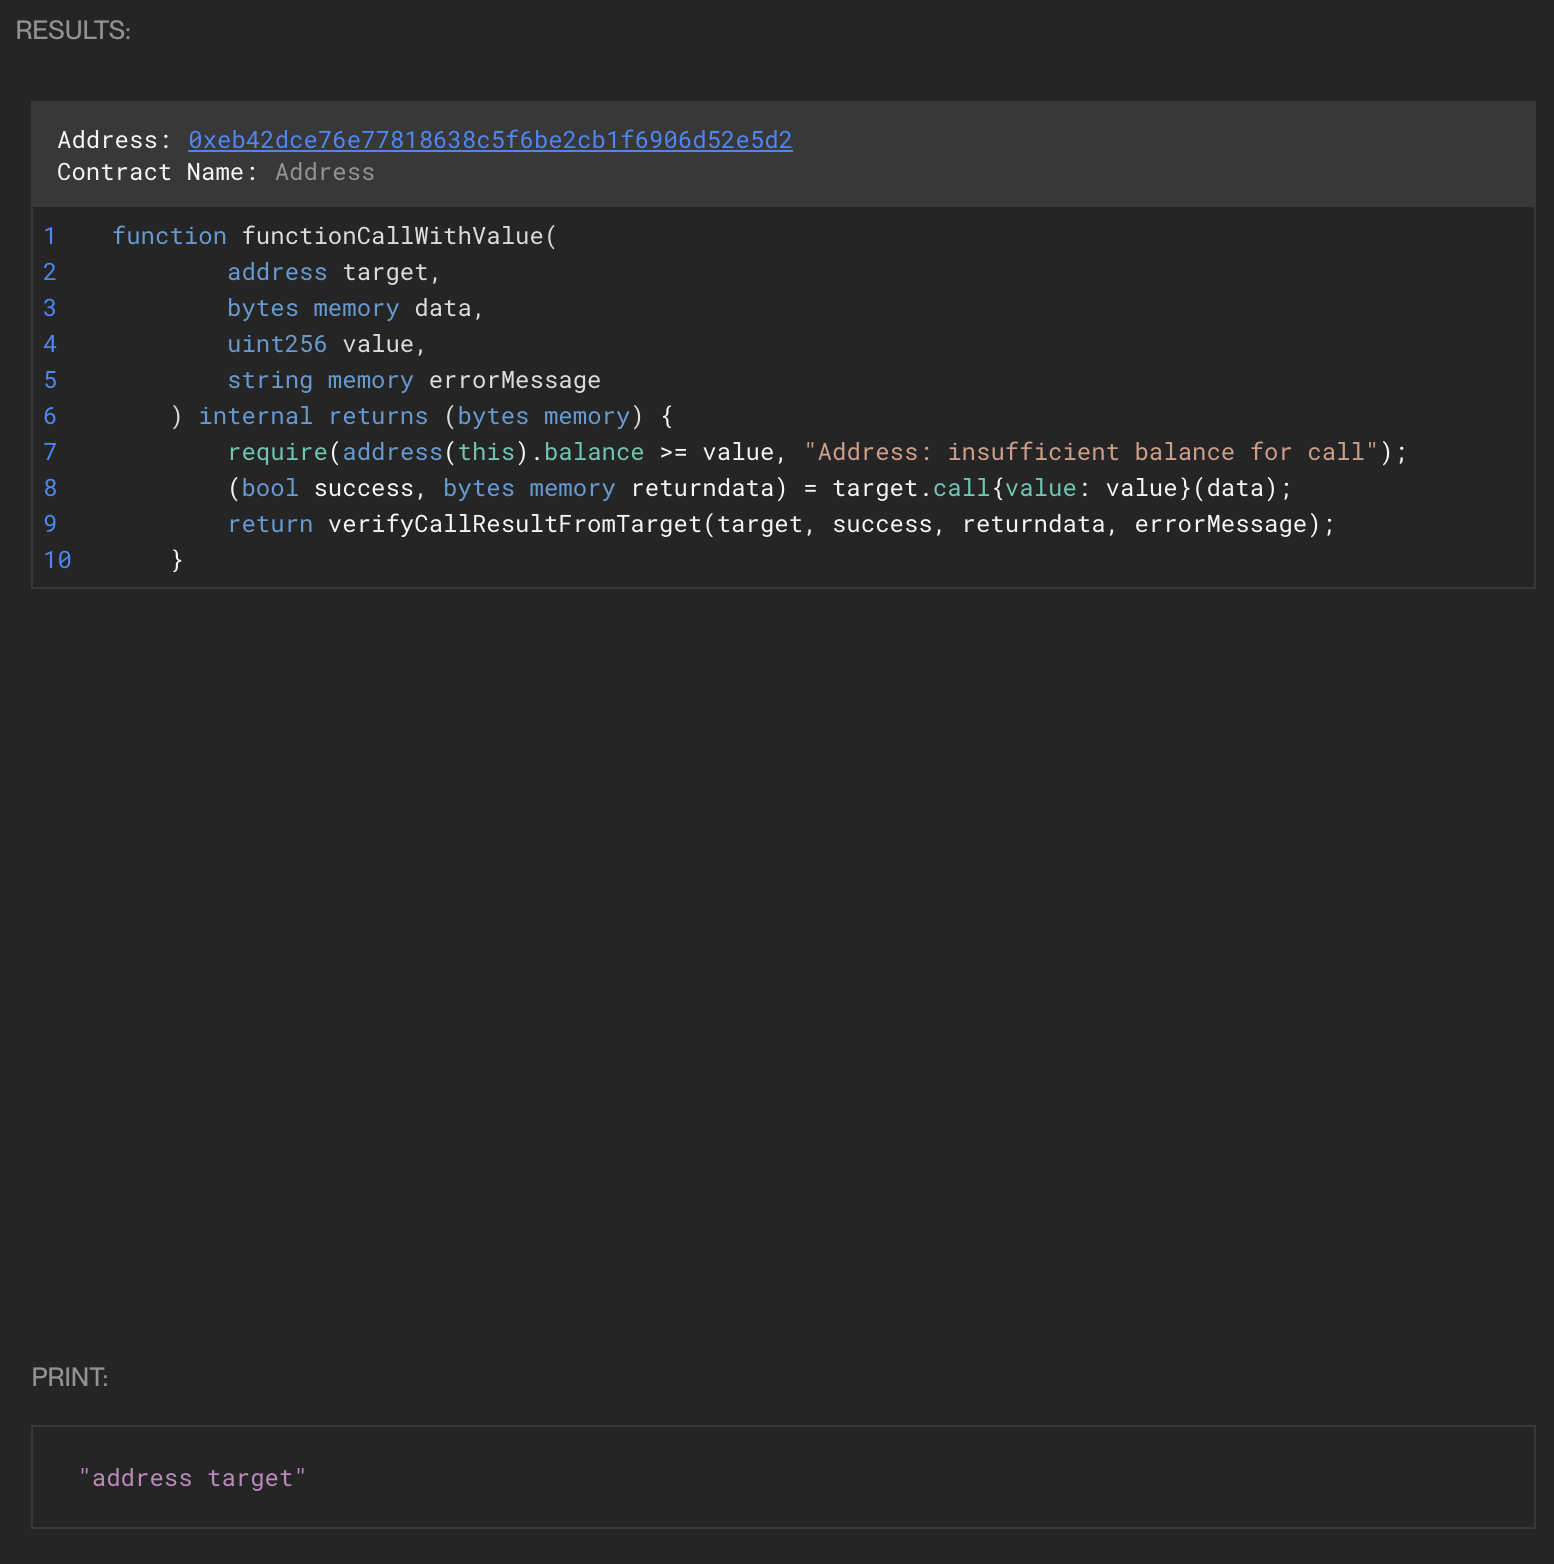 RESULTS:
Address: 0xeb42dce76e77818638c5f6be2cb1f6906d52e5d2
Contract Name: Address
1    function functionCallWithValue(
2            address target,
3            bytes memory data,
4            uint256 value,
5            string memory errorMessage
6        ) internal returns (bytes memory) {
7            require(address(this).balance >= value, "Address: insufficient balance for call");
8            (bool success, bytes memory returndata) = target.call{value: value}(data);
9            return verifyCallResultFromTarget(target, success, returndata, errorMessage);
10       }
PRINT:
"address target"